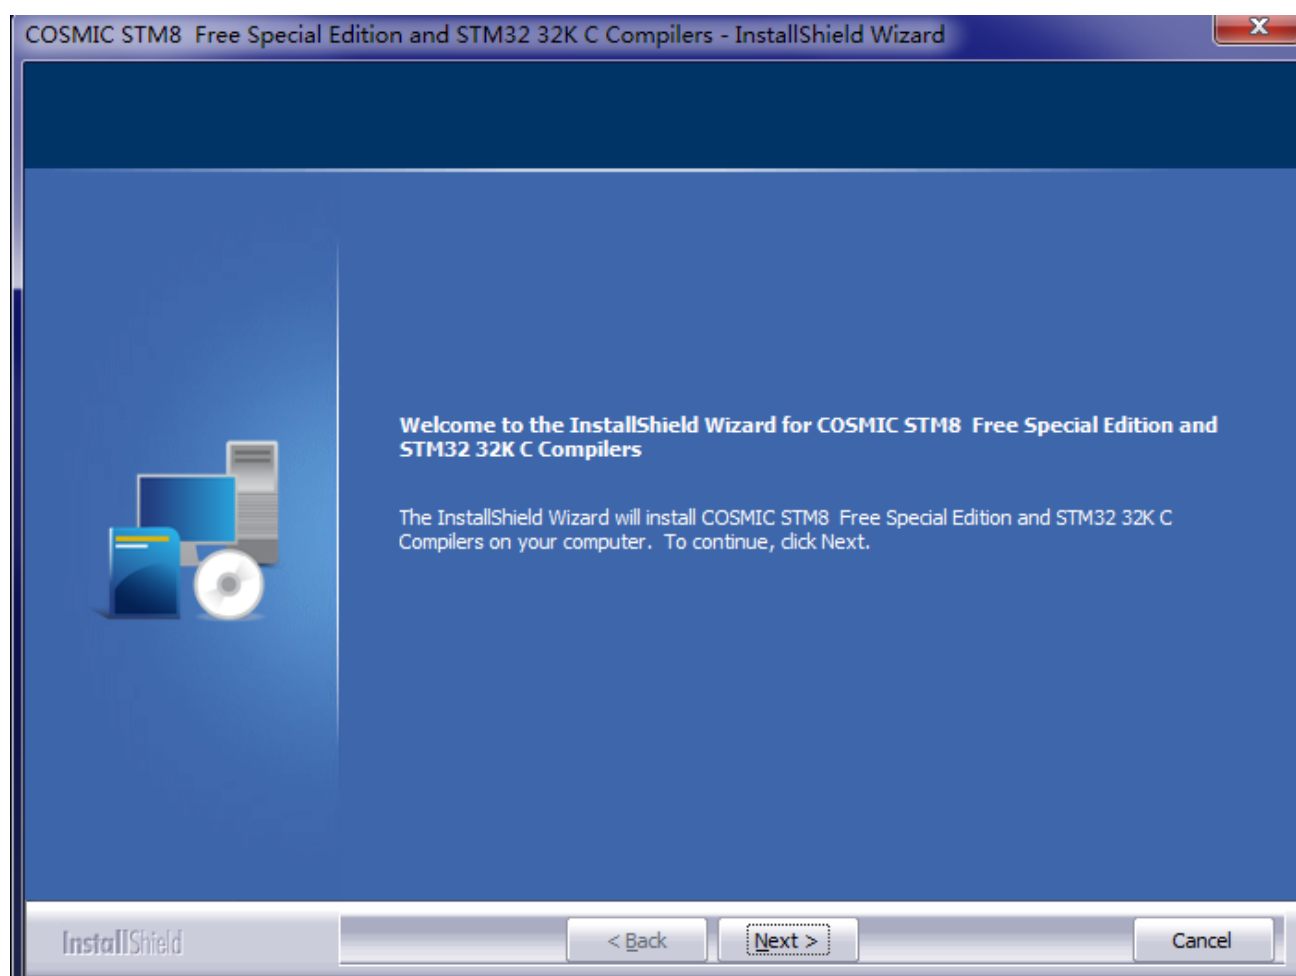 COSMIC STM8  Free Special Edition and STM32 32K C Compilers - InstallShield Wizard
Welcome to the InstallShield Wizard for COSMIC STM8  Free Special Edition and
STM32 32K C Compilers
The InstallShield Wizard will install COSMIC STM8  Free Special Edition and STM32 32K C
Compilers on your computer.  To continue, click Next.
InstallShield
< Back
Next >
Cancel